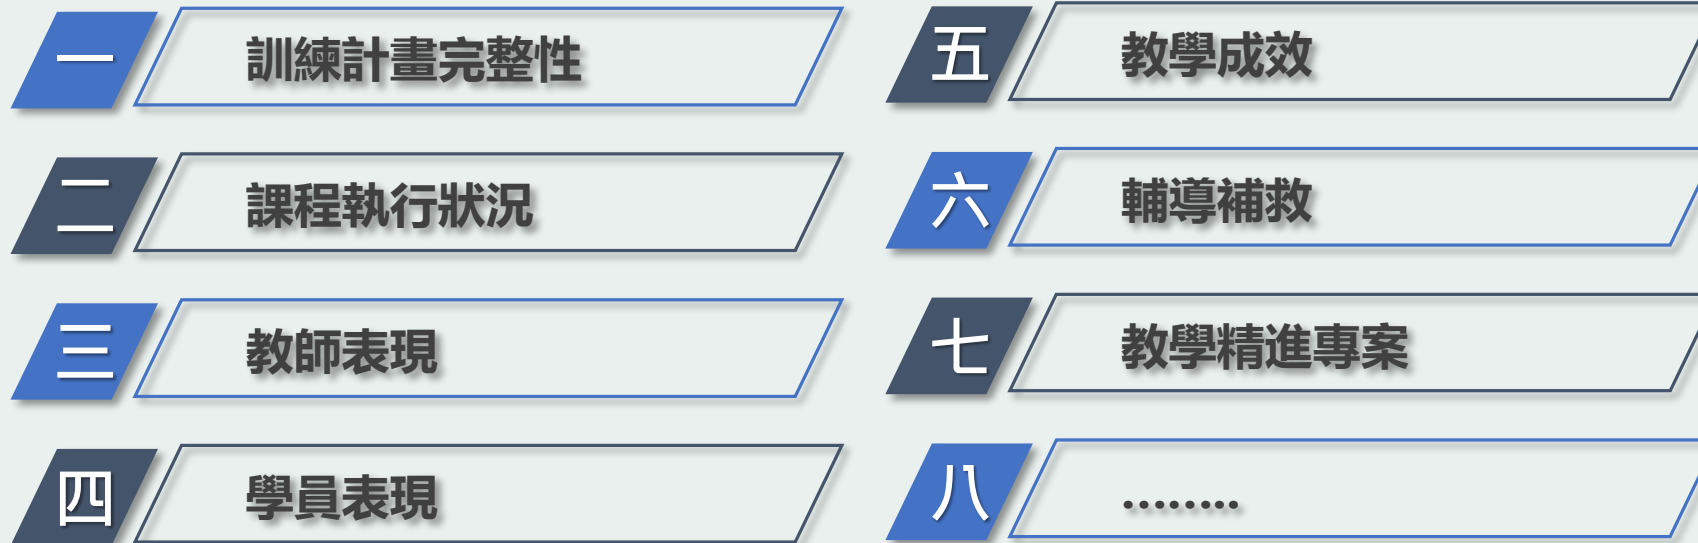 一 訓練計畫完整性
二 課程執行狀況
三 教師表現
四 學員表現
五 教學成效
六 輔導補救
七 教學精進專案
八 ........